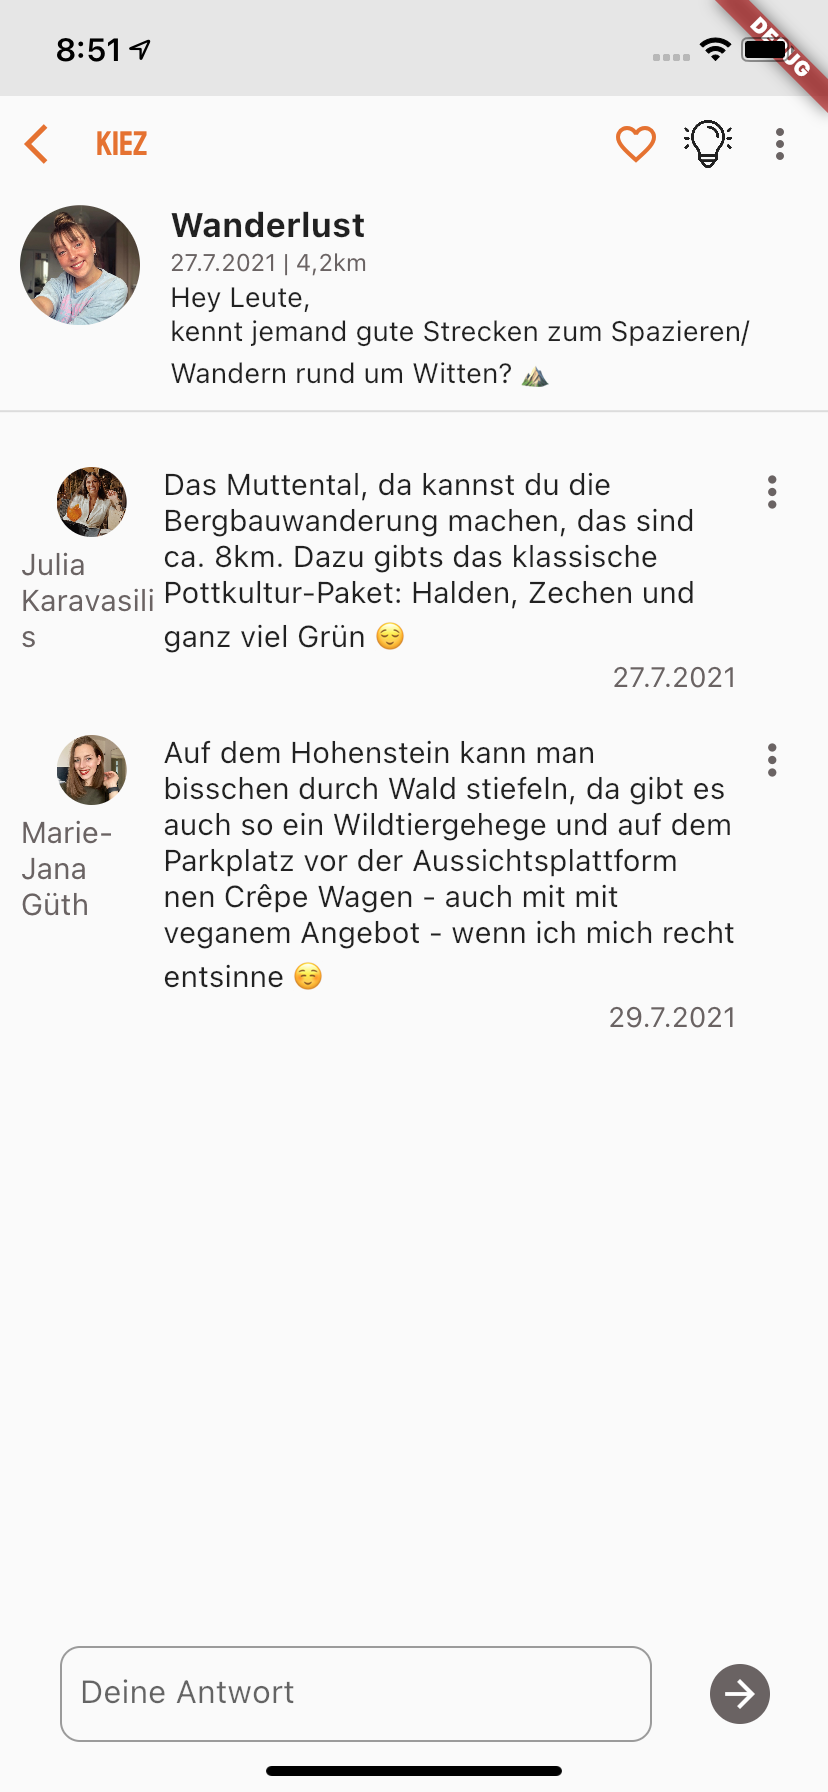 8:51
DEBUG
KIEZ
Wanderlust
27.7.2021 | 4,2km
Hey Leute,
kennt jemand gute Strecken zum Spazieren/
Wandern rund um Witten? ⛰️
Das Muttental, da kannst du die
Bergbauwanderung machen, das sind
ca. 8km. Dazu gibts das klassische
Pottkultur-Paket: Halden, Zechen und
ganz viel Grün 😌
Julia
Karavasili
s
27.7.2021
Auf dem Hohenstein kann man
bisschen durch Wald stiefeln, da gibt es
auch so ein Wildtiergehege und auf dem
Parkplatz vor der Aussichtsplattform
nen Crêpe Wagen - auch mit mit
veganem Angebot - wenn ich mich recht
entsinne ☺️
Marie-
Jana
Güth
29.7.2021
Deine Antwort